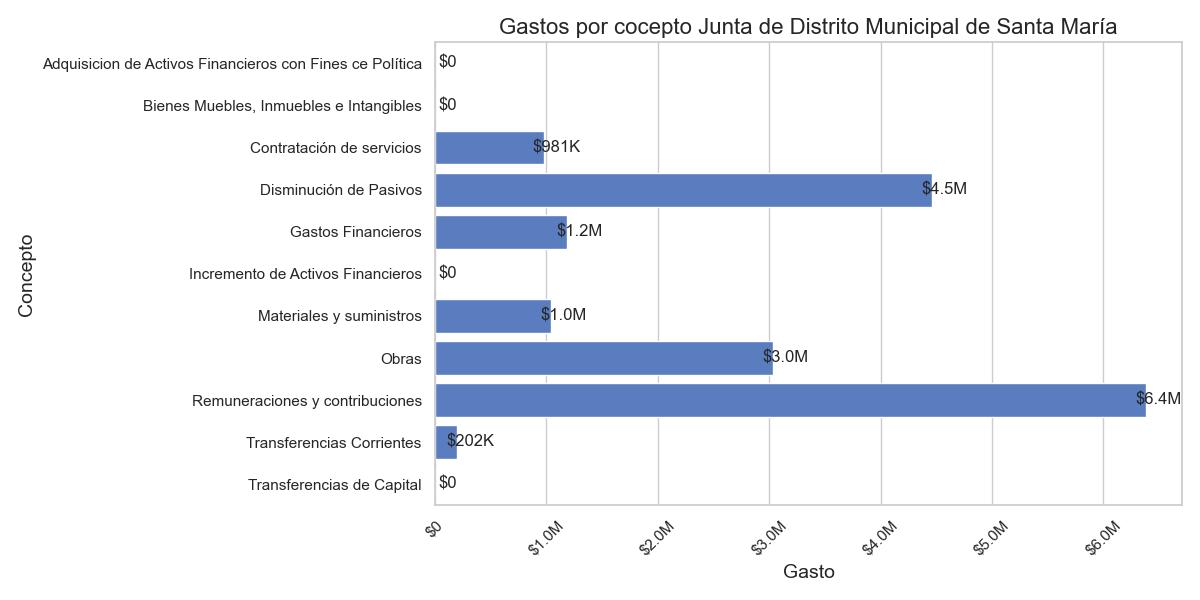 Gastos por cocepto Junta de Distrito Municipal de Santa María
Adquisicion de Activos Financieros con Fines ce Política $0
Bienes Muebles, Inmuebles e Intangibles $0
Contratación de servicios $981K
Disminución de Pasivos $4.5M
Gastos Financieros $1.2M
Incremento de Activos Financieros $0
Materiales y suministros $1.0M
Obras $3.0M
Remuneraciones y contribuciones $6.4M
Transferencias Corrientes $202K
Transferencias de Capital $0
Concepto
$0 $1.0M $2.0M $3.0M $4.0M $5.0M $6.0M
Gasto